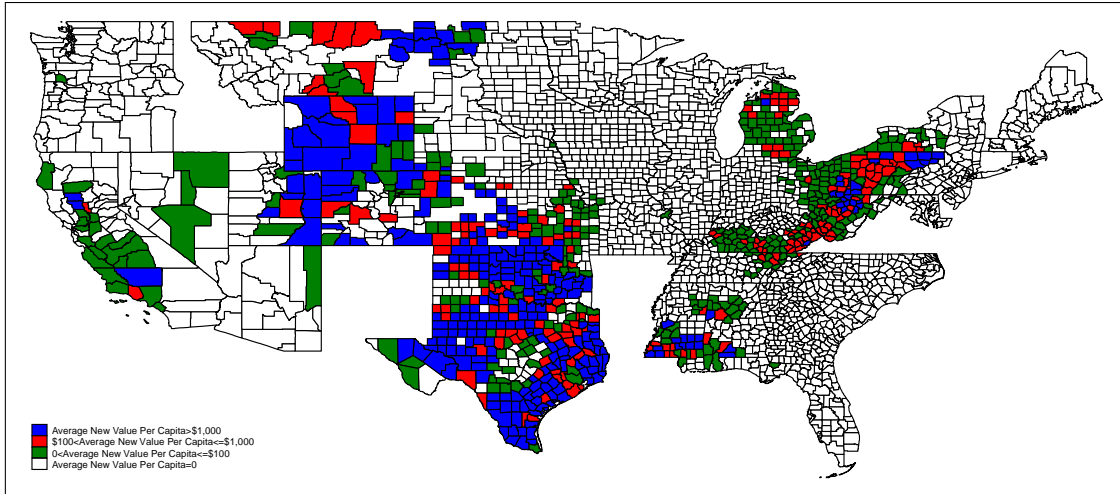 Average New Value Per Capita>$1,000
$100<Average New Value Per Capita<=$1,000
0<Average New Value Per Capita<=$100
Average New Value Per Capita=0